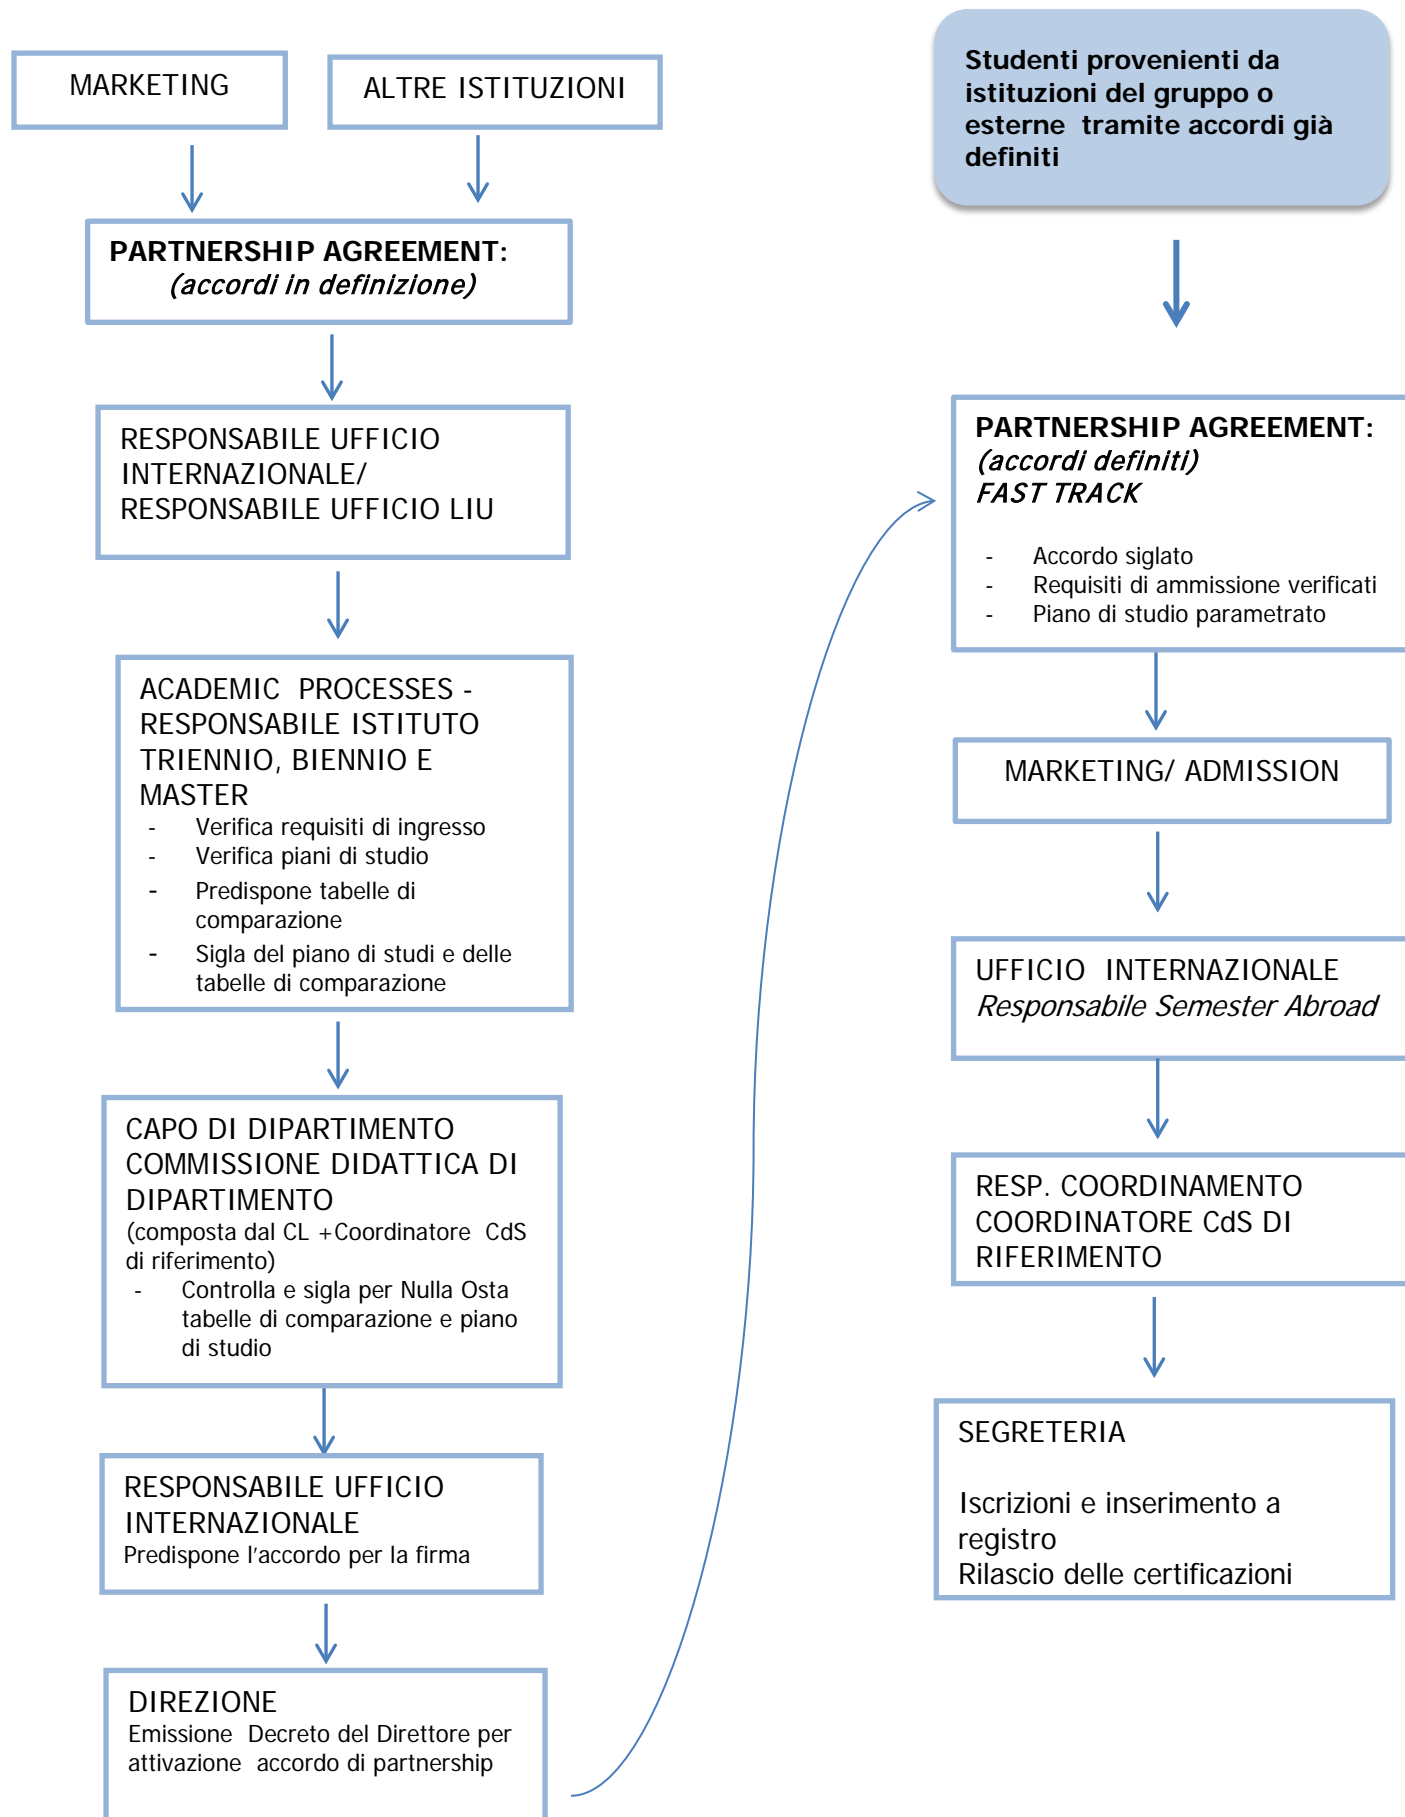 MARKETING
ALTRE ISTITUZIONI
PARTNERSHIP AGREEMENT:
(accordi in definizione)
RESPONSABILE UFFICIO
INTERNAZIONALE/
RESPONSABILE UFFICIO LIU
ACADEMIC PROCESSES -
RESPONSABILE ISTITUTO
TRIENNIO, BIENNIO E
MASTER
- Verifica requisiti di ingresso
- Verifica piani di studio
- Predispone tabelle di
comparazione
- Sigla del piano di studi e delle
tabelle di comparazione
CAPO DI DIPARTIMENTO
COMMISSIONE DIDATTICA DI
DIPARTIMENTO
(composta dal CL +Coordinatore CdS
di riferimento)
- Controlla e sigla per Nulla Osta
tabelle di comparazione e piano
di studio
RESPONSABILE UFFICIO
INTERNAZIONALE
Predispone l'accordo per la firma
DIREZIONE
Emissione Decreto del Direttore per
attivazione accordo di partnership
Studenti provenienti da
istituzioni del gruppo o
esterne tramite accordi già
definiti
PARTNERSHIP AGREEMENT:
(accordi definiti)
FAST TRACK
- Accordo siglato
- Requisiti di ammissione verificati
- Piano di studio parametrato
MARKETING/ ADMISSION
UFFICIO INTERNAZIONALE
Responsabile Semester Abroad
RESP. COORDINAMENTO
COORDINATORE CdS DI
RIFERIMENTO
SEGRETERIA
Iscrizioni e inserimento a
registro
Rilascio delle certificazioni